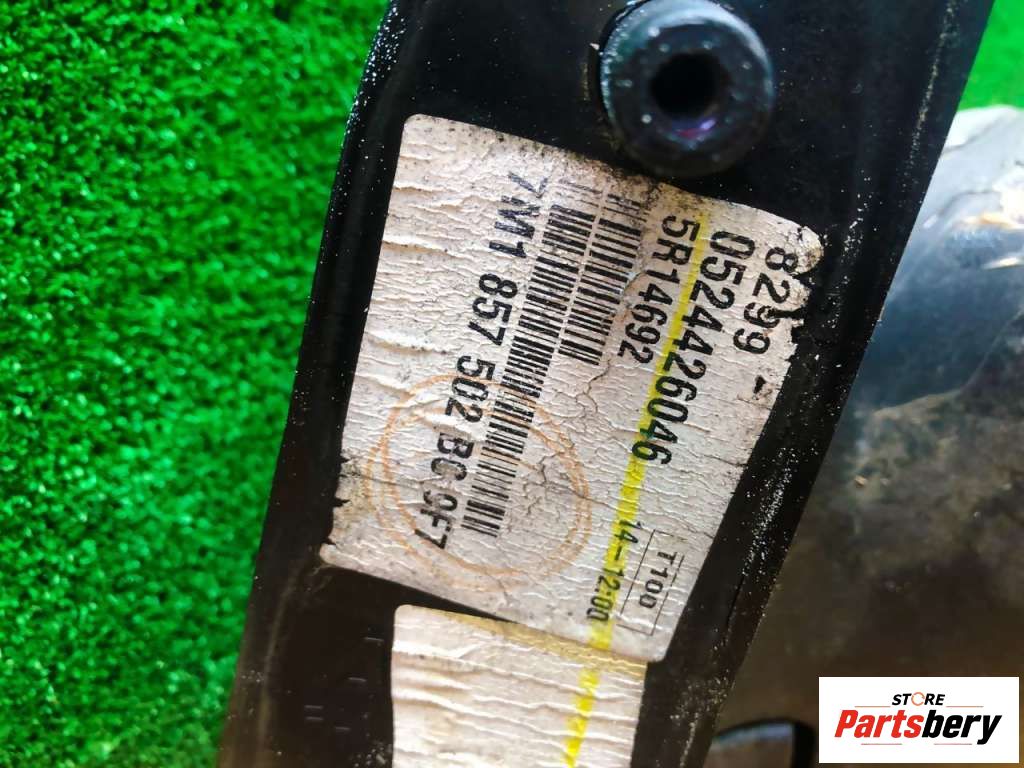 8299 -
0524426046
5R14692
7M1 857 502 BC 9F7
T100
14-12:00
STORE
Partsbery